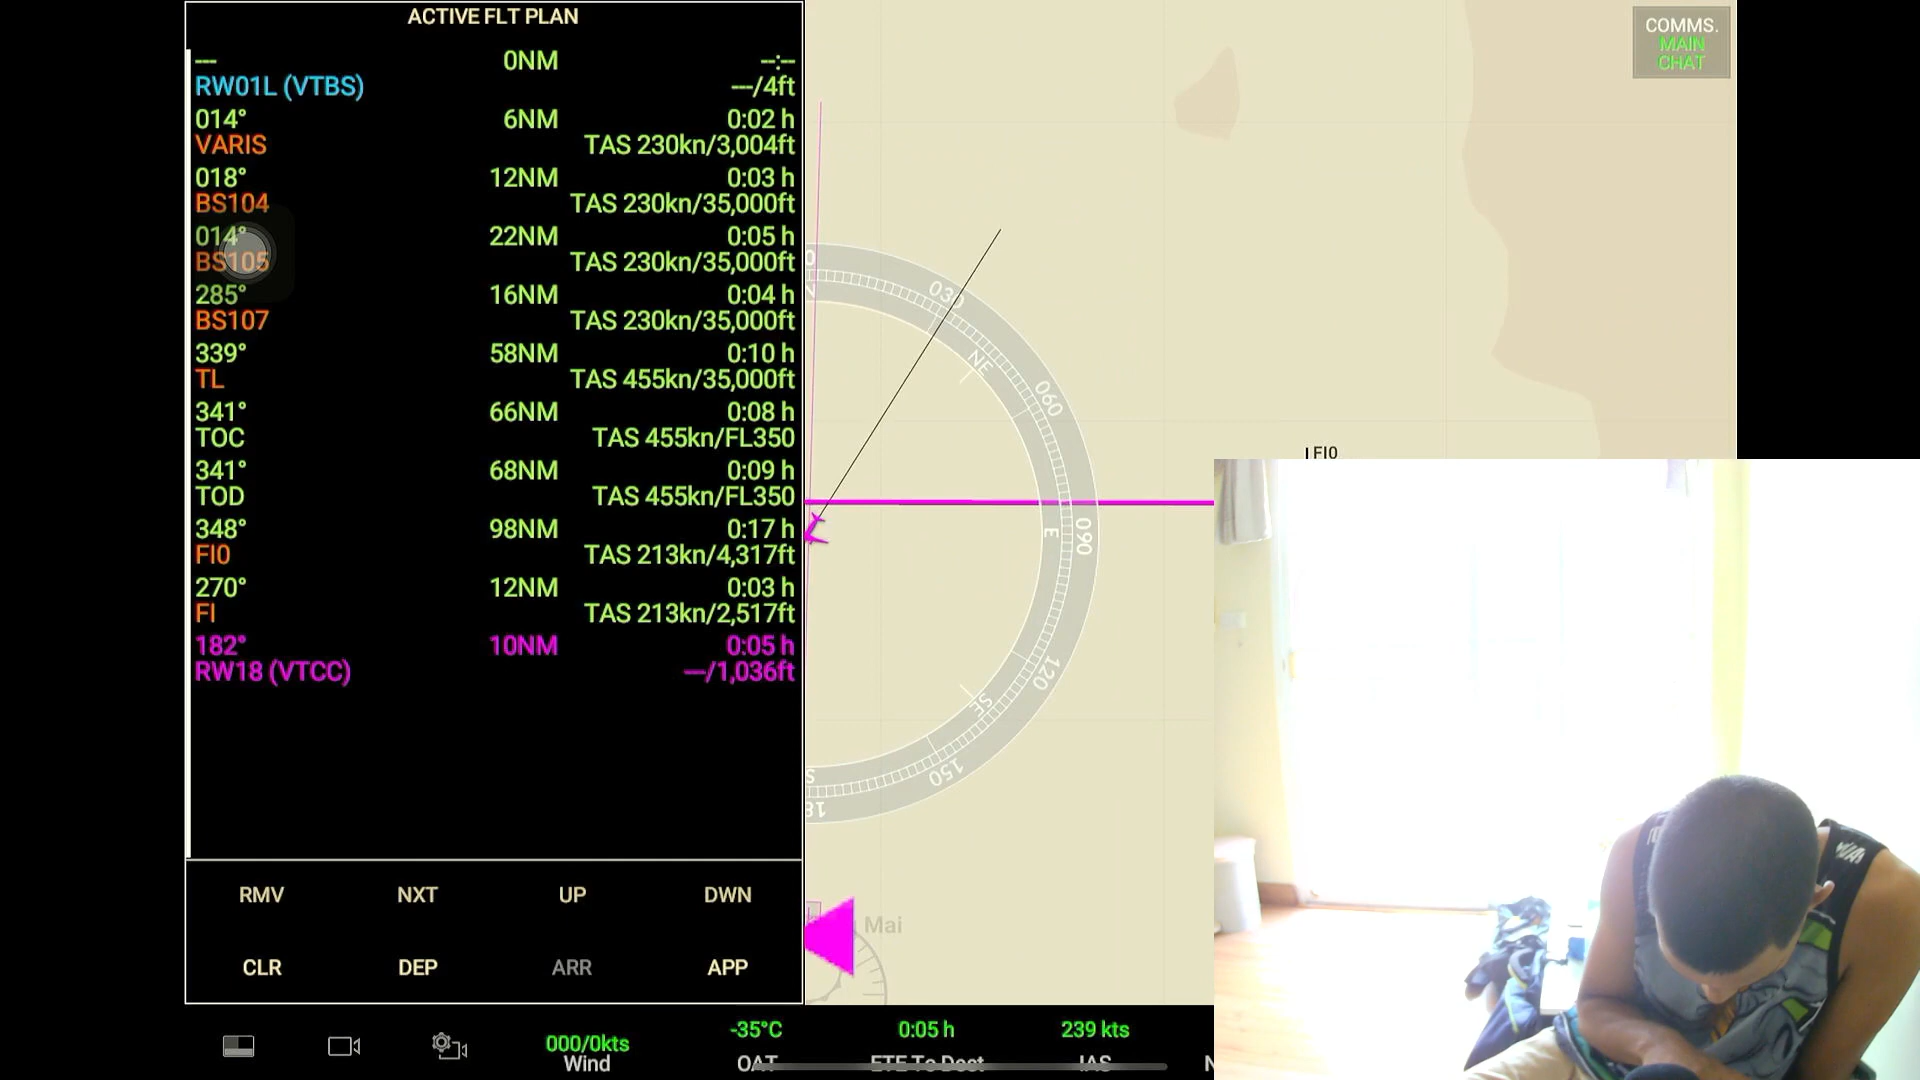 ACTIVE FLT PLAN
--- 0NM --:--
RW01L (VTBS) ---/4ft
014° 6NM 0:02 h
VARIS TAS 230kn/3,004ft
018° 12NM 0:03 h
BS104 TAS 230kn/35,000ft
014° 22NM 0:05 h
BS105 TAS 230kn/35,000ft
285° 16NM 0:04 h
BS107 TAS 230kn/35,000ft
339° 58NM 0:10 h
TL TAS 455kn/35,000ft
341° 66NM 0:08 h
TOC TAS 455kn/FL350
341° 68NM 0:09 h
TOD TAS 455kn/FL350
348° 98NM 0:17 h
FI0 TAS 213kn/4,317ft
270° 12NM 0:03 h
FI TAS 213kn/2,517ft
182° 10NM 0:05 h
RW18 (VTCC) ---/1,036ft
RMV NXT UP DWN
CLR DEP ARR APP
COMMS.
MAIN
CHAT
030
NE
060
FI0
E
090
120
SE
150
S
18
Mai
000/0kts
Wind
-35°C
OAT
0:05 h
ETE To Dest
239 kts
IAS